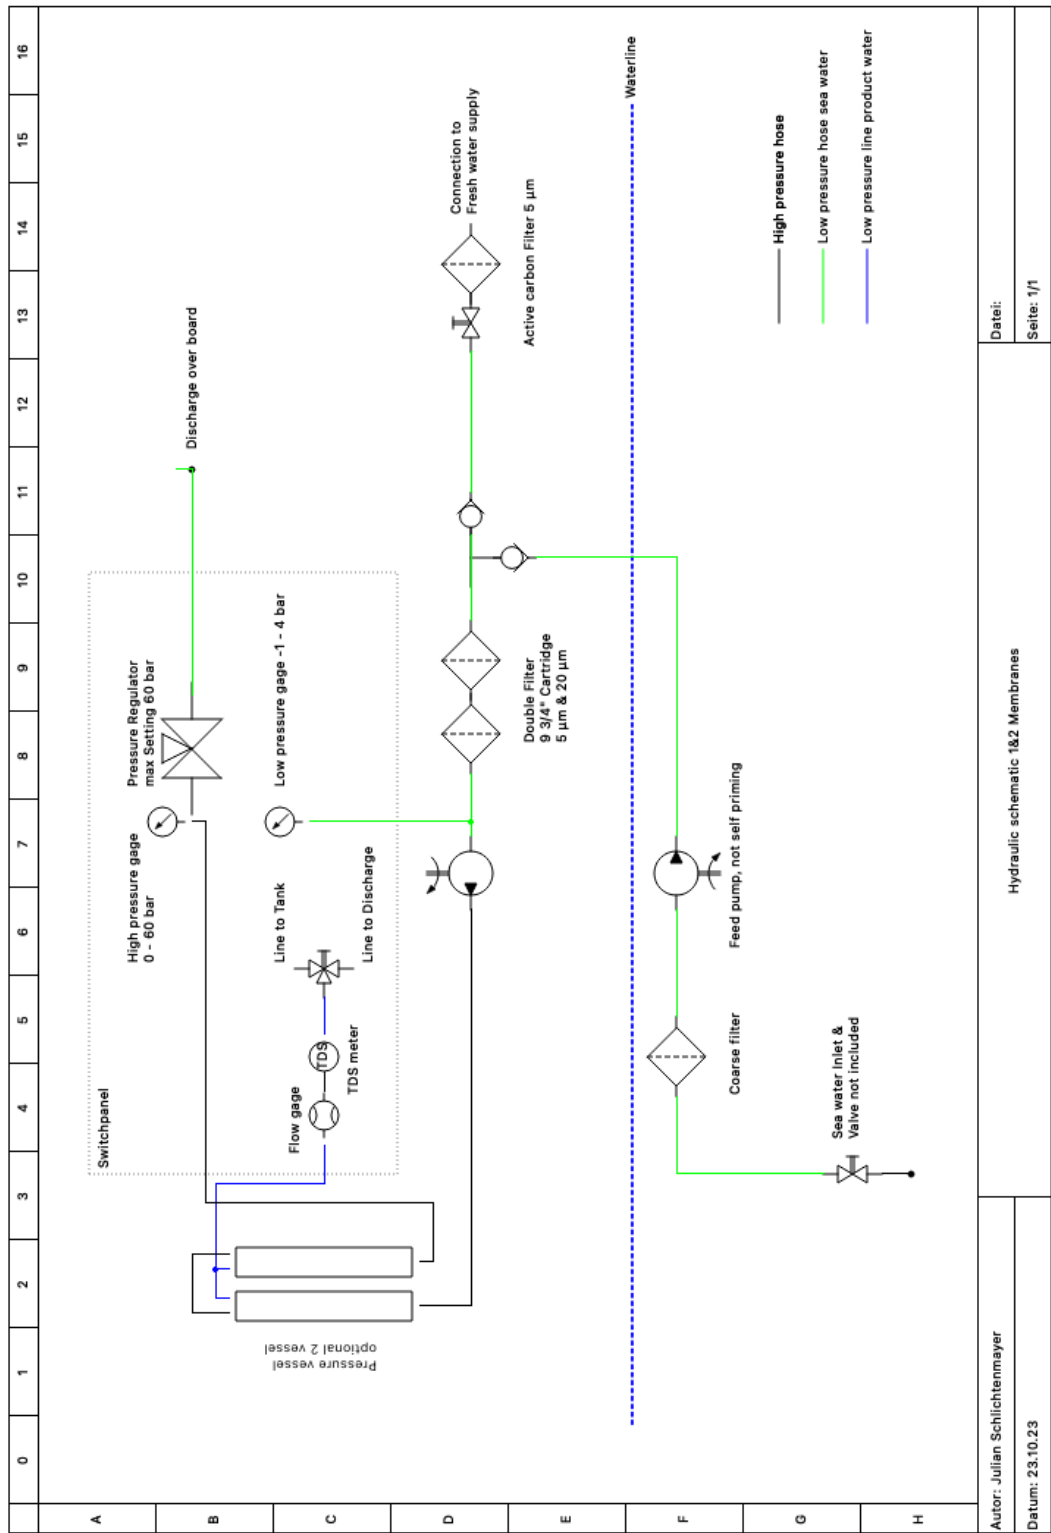 0 1 2 3 4 5 6 7 8 9 10 11 12 13 14 15 16
A
B
C
D
E
F
G
H
Switchpanel
High pressure gage
0 - 60 bar
Pressure Regulator
max Setting 60 bar
Discharge over board
Low pressure gage -1 - 4 bar
Flow gage
TDS
TDS meter
Line to Tank
Line to Discharge
Pressure vessel
optional 2 vessel
Double Filter
9 3/4" Cartridge
5 µm & 20 µm
Connection to
Fresh water supply
Active carbon Filter 5 µm
Waterline
Coarse filter
Feed pump, not self priming
Sea water Inlet &
Valve not included
High pressure hose
Low pressure hose sea water
Low pressure line product water
Autor: Julian Schlichtenmayer
Datum: 23.10.23
Hydraulic schematic 1&2 Membranes
Datei:
Seite: 1/1